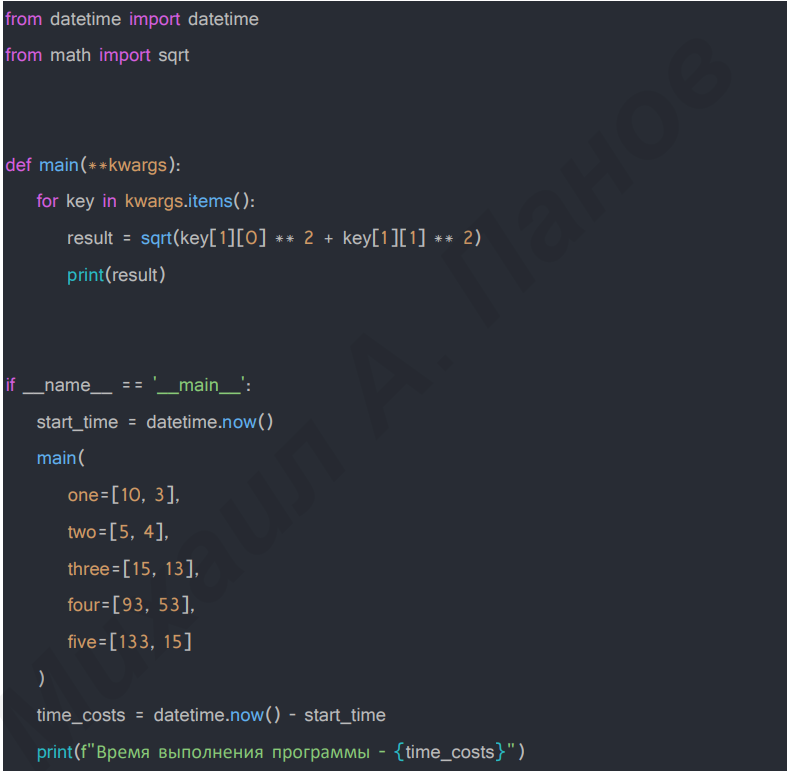 from datetime import datetime
from math import sqrt
def main(**kwargs):
for key in kwargs.items():
result = sqrt(key[1][0] ** 2 + key[1][1] ** 2)
print(result)
if __name__ == '__main__':
start_time = datetime.now()
main(
one=[10, 3],
two=[5, 4],
three=[15, 13],
four=[93, 53],
five=[133, 15]
)
time_costs = datetime.now() - start_time
print(f"Время выполнения программы - {time_costs}")
Михаил А. Панов